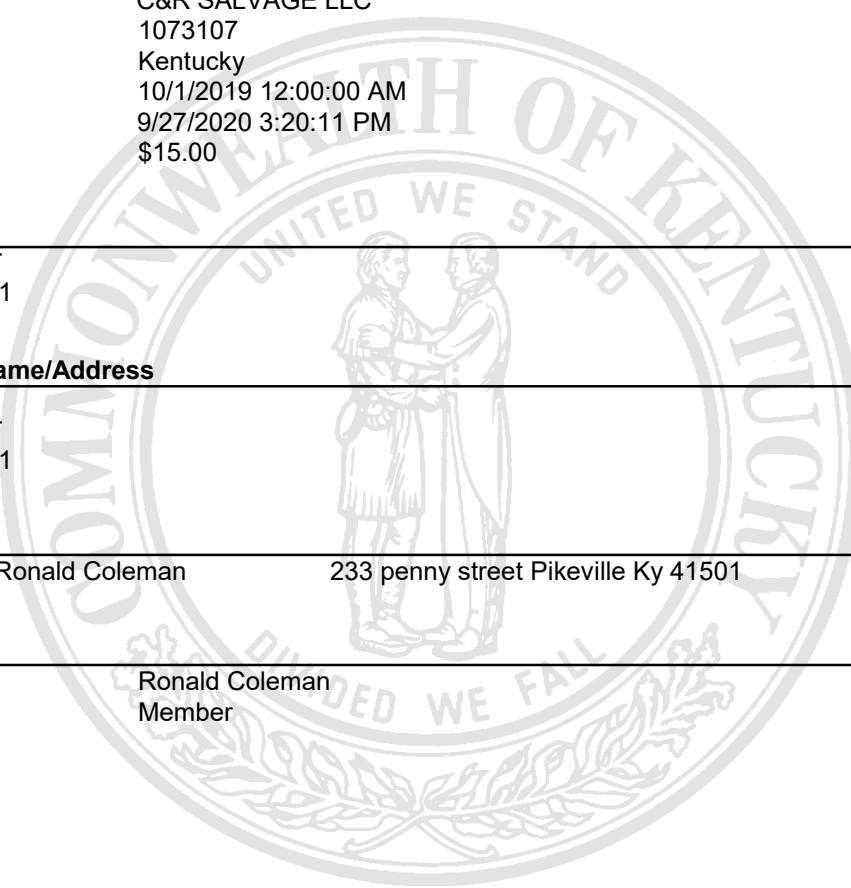 C&R SALVAGE LLC
1073107
Kentucky
10/1/2019 12:00:00 AM
9/27/2020 3:20:11 PM
$15.00
1
ame/Address
1
Ronald Coleman 233 penny street Pikeville Ky 41501
Ronald Coleman
Member
COMMONWEALTH OF KENTUCKY
UNITED WE STAND
DIVIDED WE FALL